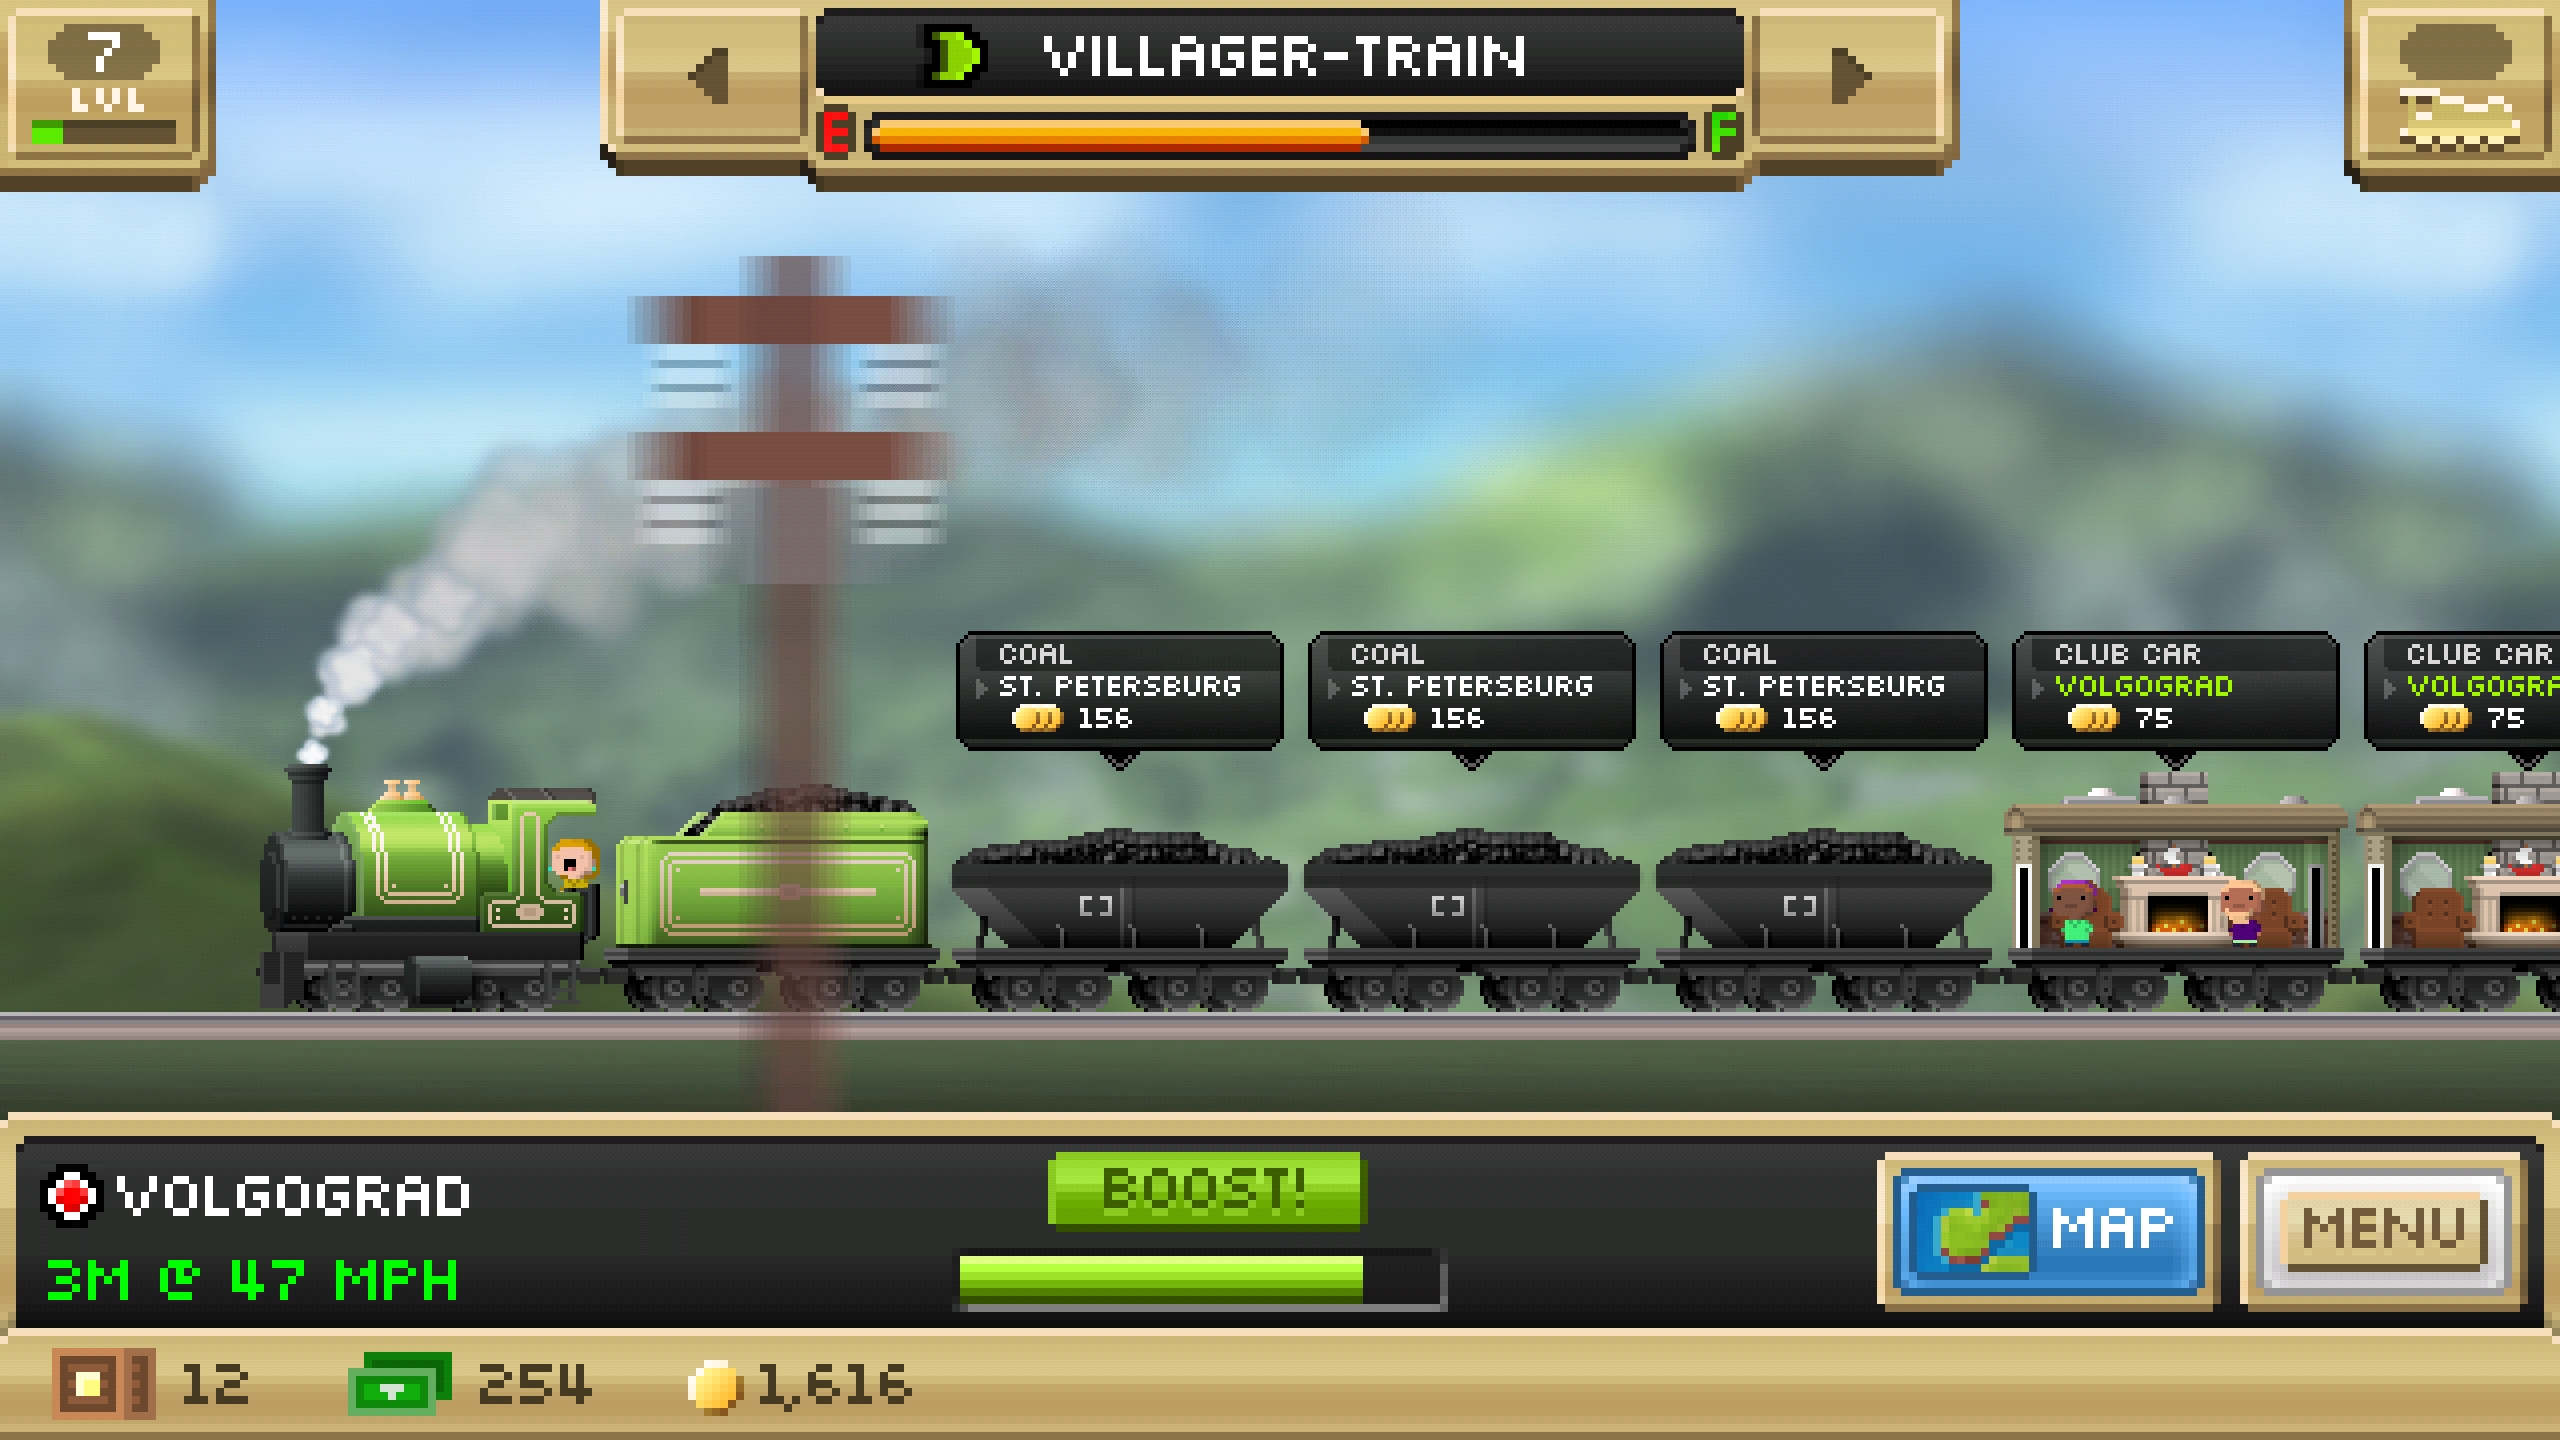 7
LVL
VILLAGER-TRAIN
E F
COAL
ST. PETERSBURG
156
COAL
ST. PETERSBURG
156
COAL
ST. PETERSBURG
156
CLUB CAR
VOLGOGRAD
75
CLUB CAR
VOLGOGRA
75
VOLGOGRAD
3M @ 47 MPH
BOOST!
MAP
MENU
12
254
1,616